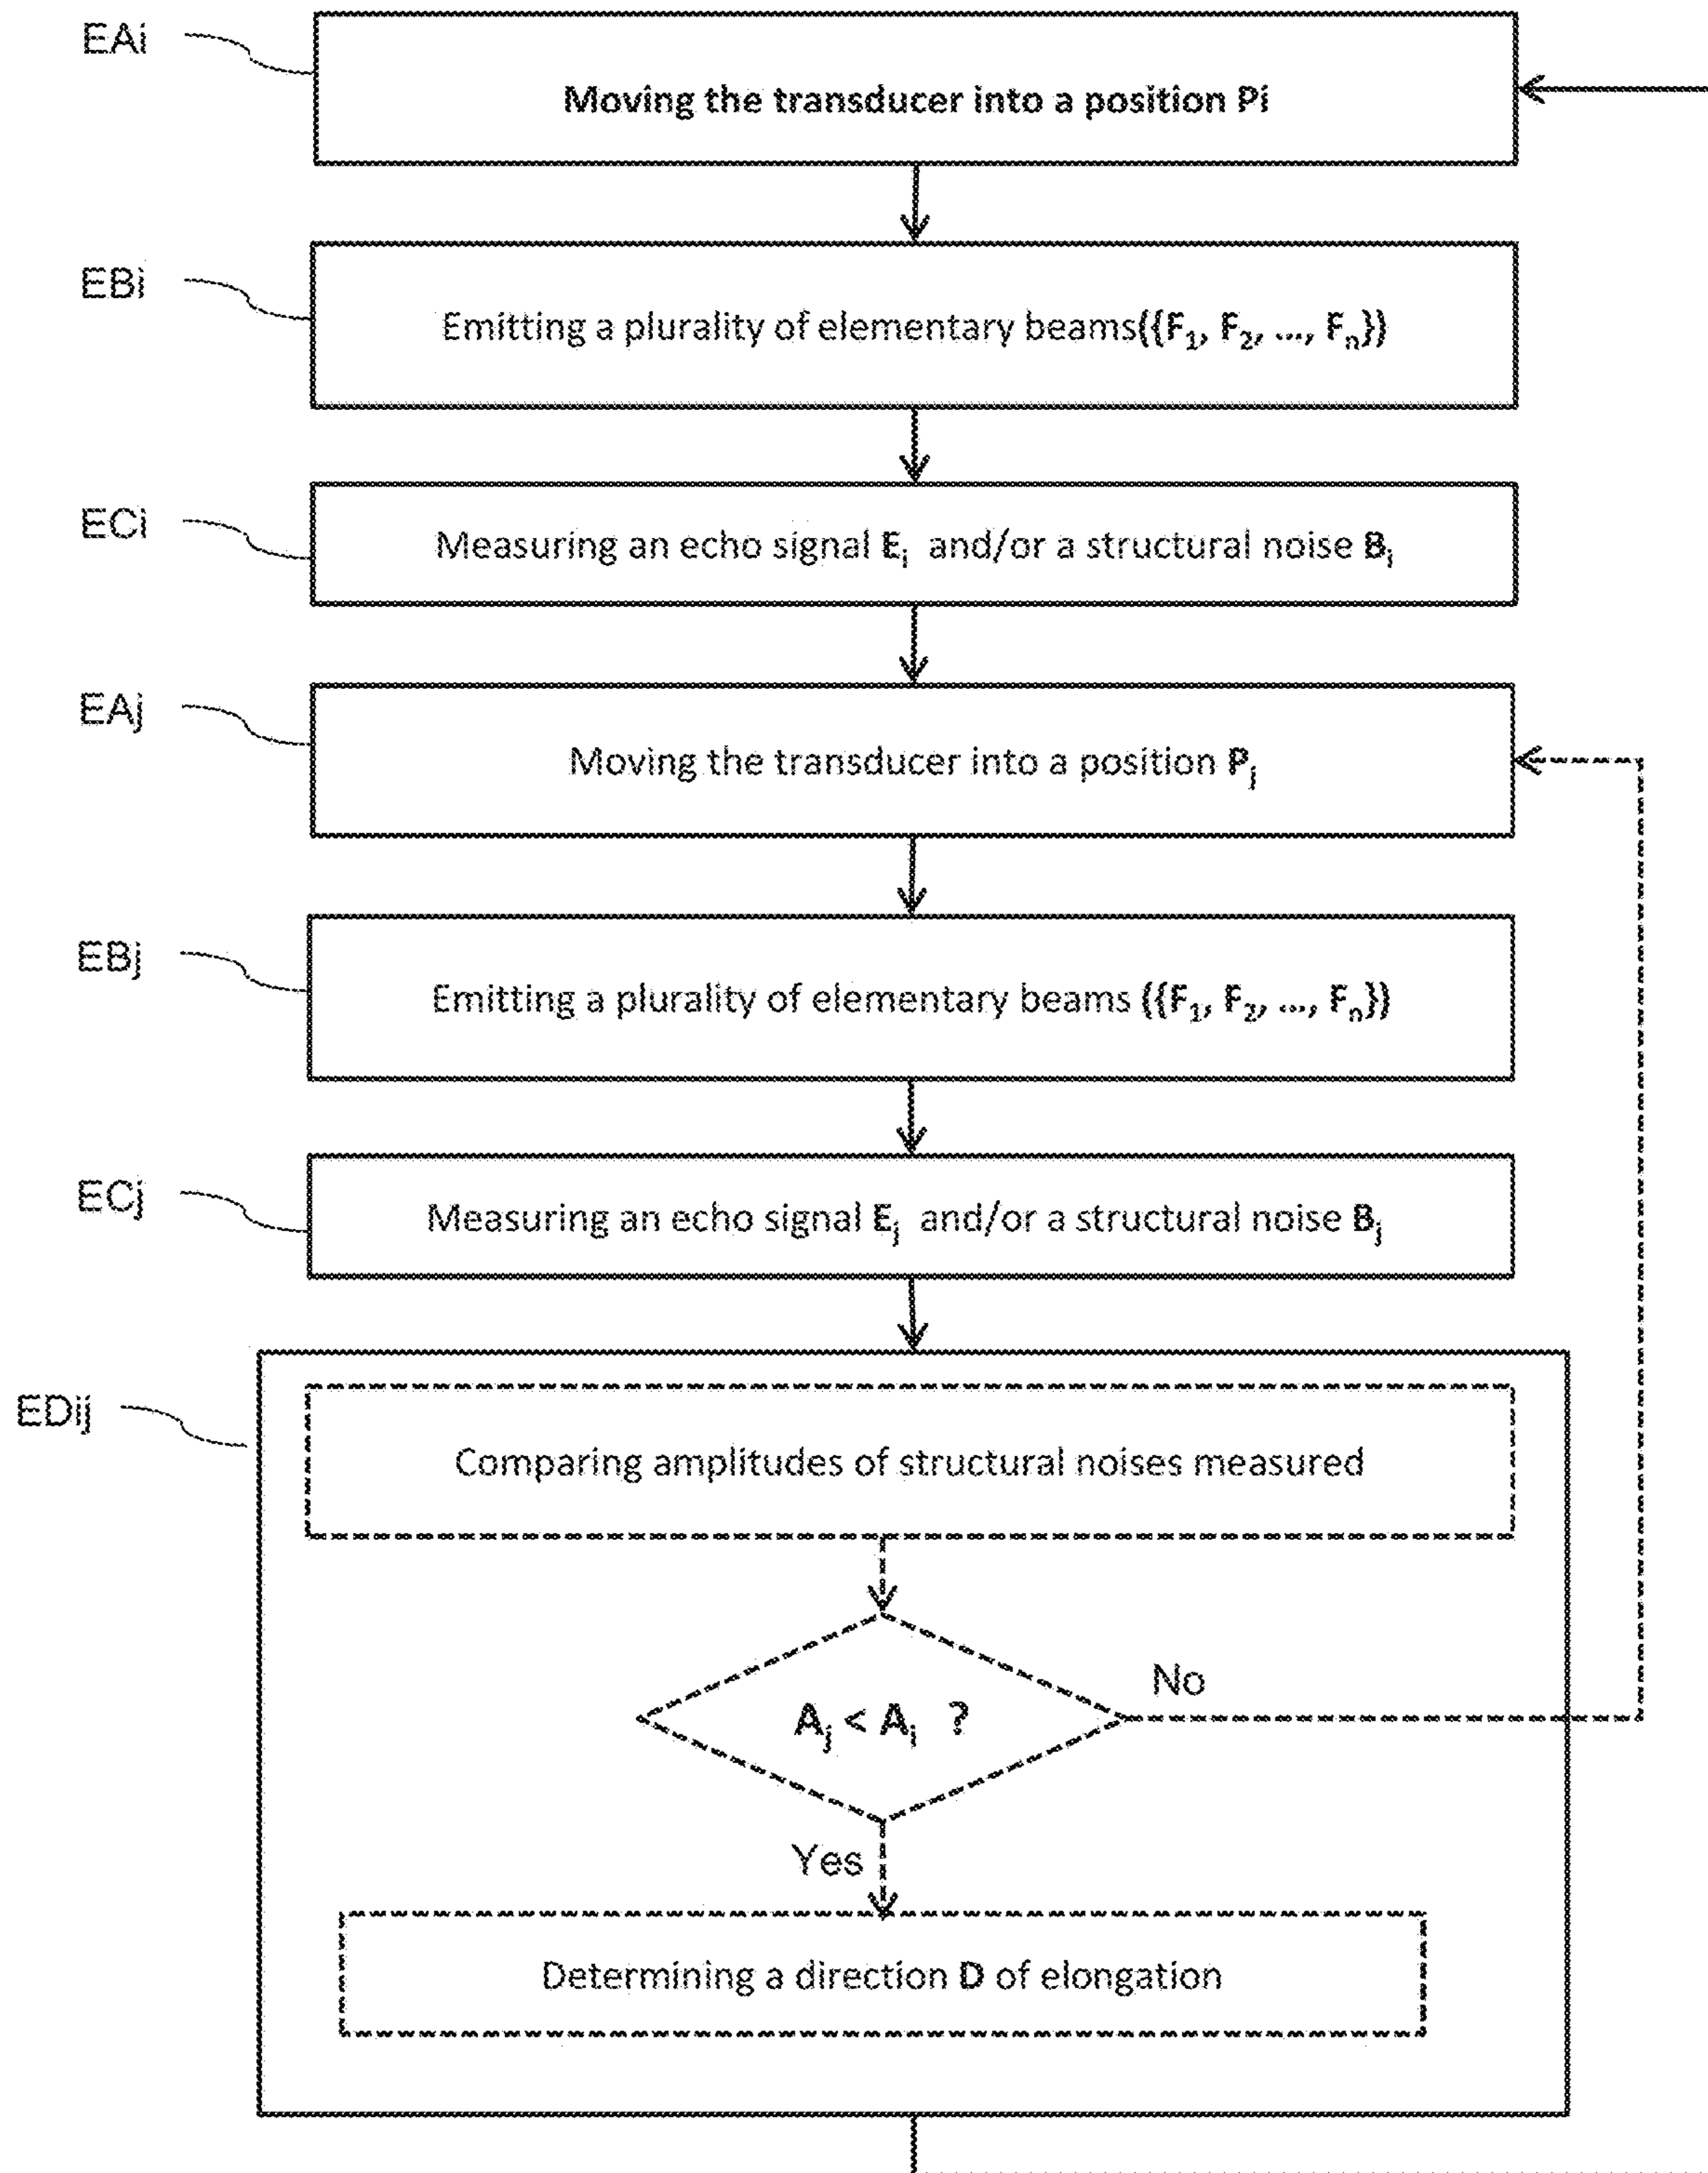 EAi
Moving the transducer into a position Pi
EBi
Emitting a plurality of elementary beams({F₁, F₂, ..., Fₙ})
ECi
Measuring an echo signal Eᵢ and/or a structural noise Bᵢ
EAj
Moving the transducer into a position Pⱼ
EBj
Emitting a plurality of elementary beams ({F₁, F₂, ..., Fₙ})
ECj
Measuring an echo signal Eⱼ and/or a structural noise Bⱼ
EDij
Comparing amplitudes of structural noises measured
No
Aⱼ < Aᵢ ?
Yes
Determining a direction D of elongation